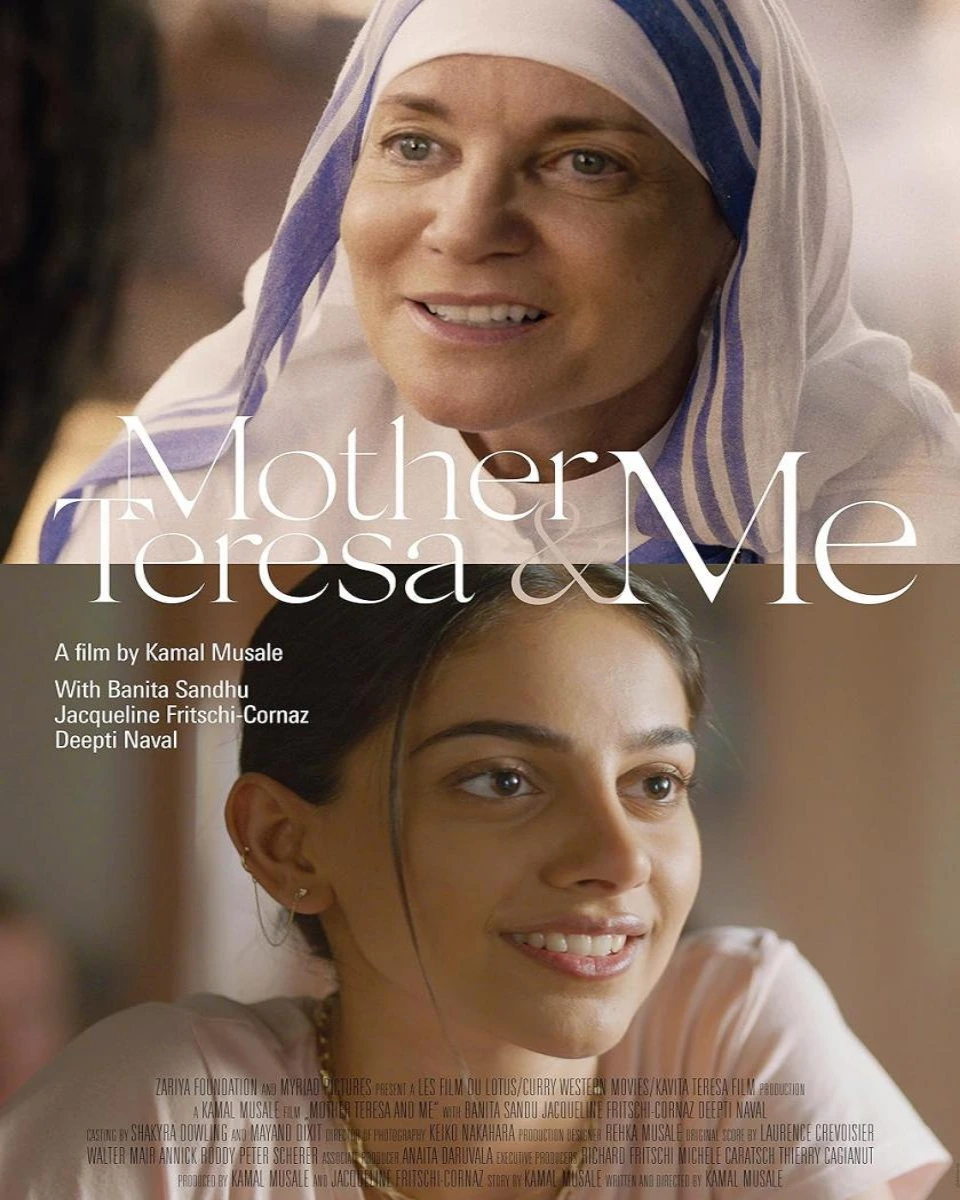 Mother
Teresa & Me
A film by Kamal Musale
With Banita Sandhu
Jacqueline Fritschi-Cornaz
Deepti Naval
ZARIYA FOUNDATION AND MYRIAD PICTURES PRESENT A LES FILM DU LOTUS/CURRY WESTERN MOVIES/KAVITA TERESA FILM PRODUCTION
A KAMAL MUSALE FILM „MOTHER TERESA AND ME" WITH BANITA SANDU JACQUELINE FRITSCHI-CORNAZ DEEPTI NAVAL
CASTING BY SHAKYRA DOWLING AND MAYANO DIXIT DIRECTOR OF PHOTOGRAPHY KEIKO NAKAHARA PRODUCTION DESIGNER REHKA MUSALE ORIGINAL SCORE BY LAURENCE CREVOISIER
WALTER MAIR ANNICK RODDY PETER SCHERER ASSOCIATE PRODUCER ANAITA DARUVALA EXECUTIVE PRODUCERS RICHARD FRITSCHI MICHELE CARATSCH THIERRY CAGIANUT
PRODUCED BY KAMAL MUSALE AND JACQUELINE FRITSCHI-CORNAZ STORY BY KAMAL MUSALE WRITTEN AND DIRECTED BY KAMAL MUSALE